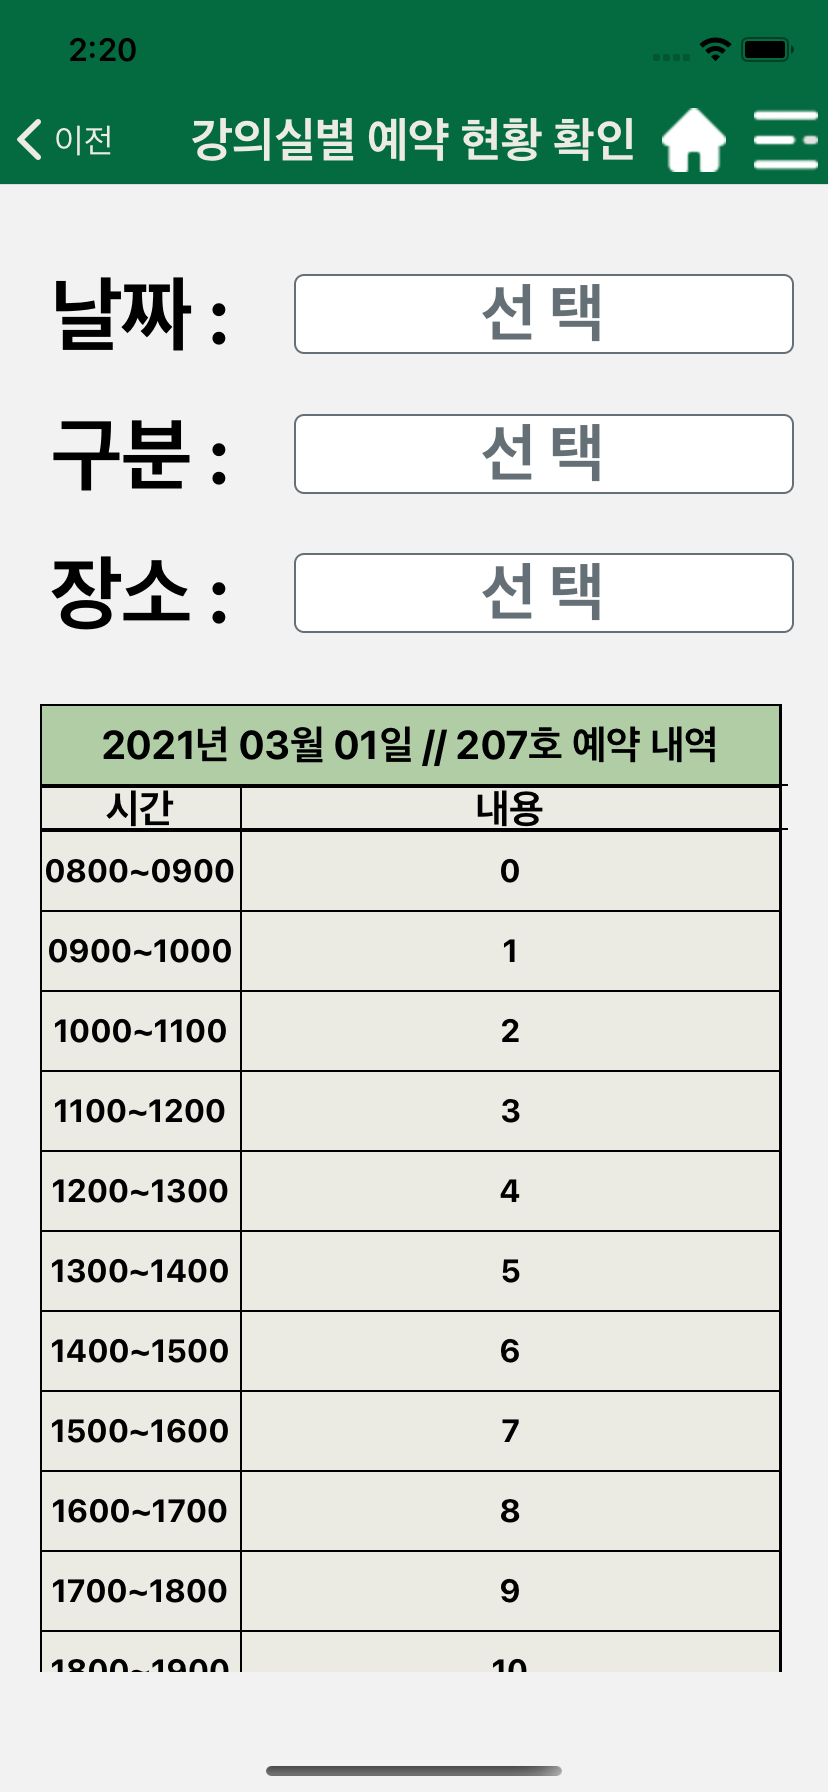 2:20
이전 강의실별 예약 현황 확인
날짜 : 선 택
구분 : 선 택
장소 : 선 택
2021년 03월 01일 // 207호 예약 내역
시간 내용
0800~0900 0
0900~1000 1
1000~1100 2
1100~1200 3
1200~1300 4
1300~1400 5
1400~1500 6
1500~1600 7
1600~1700 8
1700~1800 9
1800~1900 10